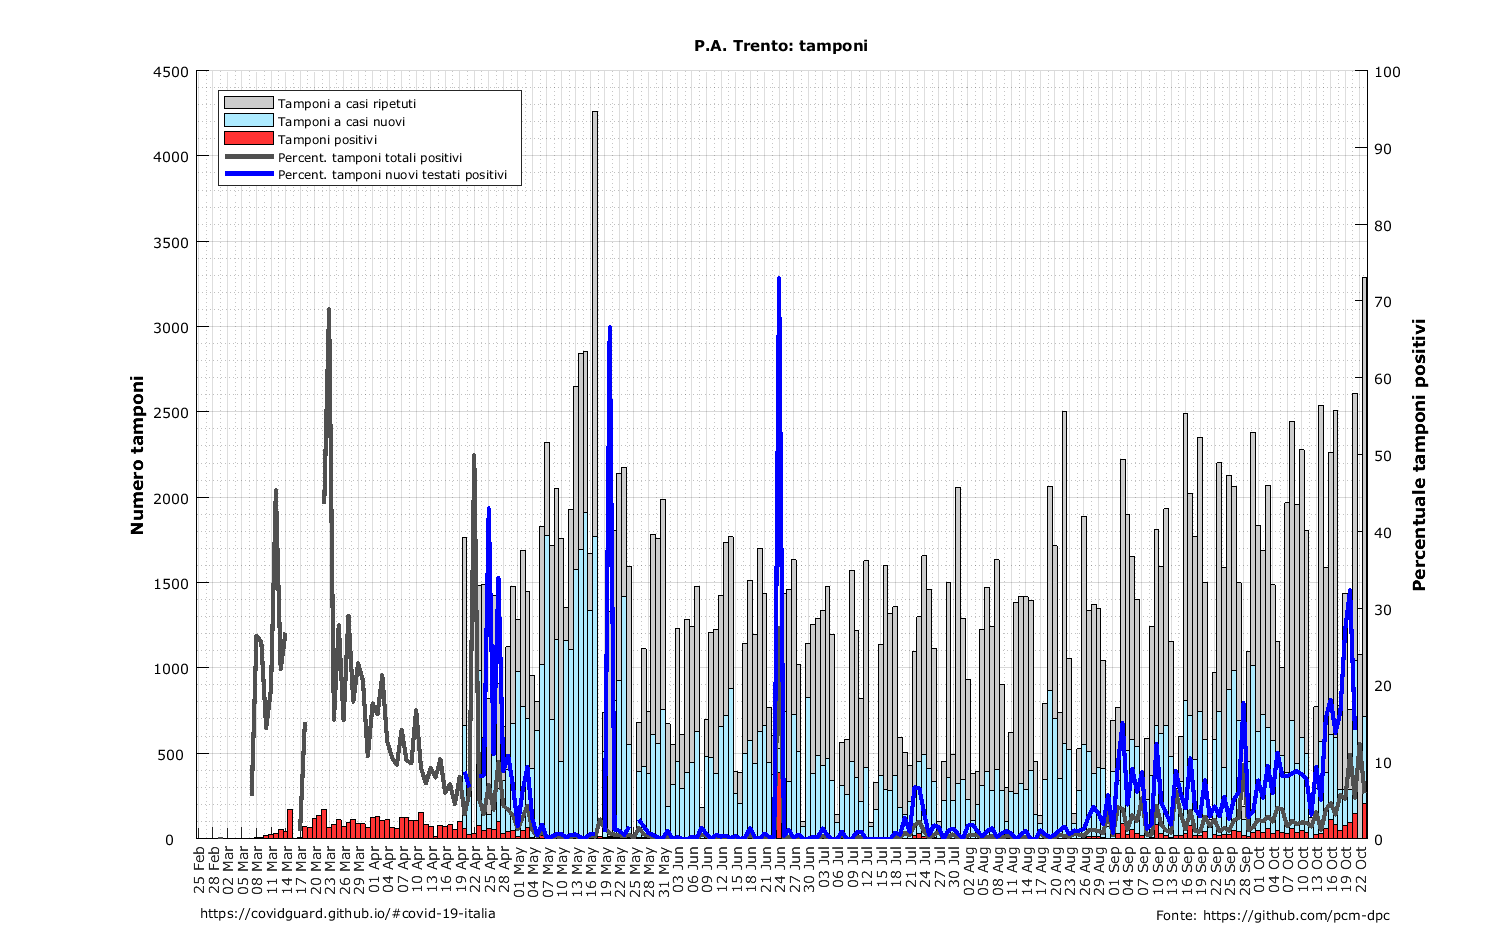 P.A. Trento: tamponi
4500
4000
3500
3000
2500
2000
1500
1000
500
0
Numero tamponi
Tamponi a casi ripetuti
Tamponi a casi nuovi
Tamponi positivi
Percent. tamponi totali positivi
Percent. tamponi nuovi testati positivi
100
90
80
70
60
50
40
30
20
10
0
Percentuale tamponi positivi
25 Feb
28 Feb
02 Mar
05 Mar
08 Mar
11 Mar
14 Mar
17 Mar
20 Mar
23 Mar
26 Mar
29 Mar
01 Apr
04 Apr
07 Apr
10 Apr
13 Apr
16 Apr
19 Apr
22 Apr
25 Apr
28 Apr
01 May
04 May
07 May
10 May
13 May
16 May
19 May
22 May
25 May
28 May
31 May
03 Jun
06 Jun
09 Jun
12 Jun
15 Jun
18 Jun
21 Jun
24 Jun
27 Jun
30 Jun
03 Jul
06 Jul
09 Jul
12 Jul
15 Jul
18 Jul
21 Jul
24 Jul
27 Jul
30 Jul
02 Aug
05 Aug
08 Aug
11 Aug
14 Aug
17 Aug
20 Aug
23 Aug
26 Aug
29 Aug
01 Sep
04 Sep
07 Sep
10 Sep
13 Sep
16 Sep
19 Sep
22 Sep
25 Sep
28 Sep
01 Oct
04 Oct
07 Oct
10 Oct
13 Oct
16 Oct
19 Oct
22 Oct
https://covidguard.github.io/#covid-19-italia
Fonte: https://github.com/pcm-dpc